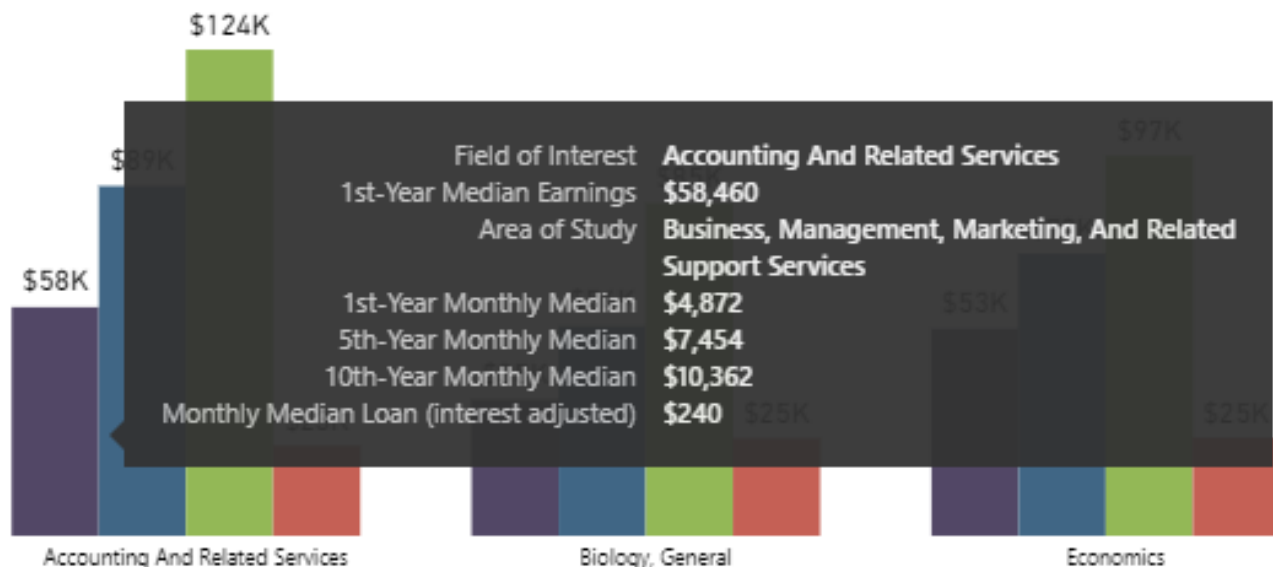 $124K
$89K
$97K
$58K
$53K
$25K
$25K
Field of Interest Accounting And Related Services
1st-Year Median Earnings $58,460
Area of Study Business, Management, Marketing, And Related
Support Services
1st-Year Monthly Median $4,872
5th-Year Monthly Median $7,454
10th-Year Monthly Median $10,362
Monthly Median Loan (interest adjusted) $240
Accounting And Related Services
Biology, General
Economics